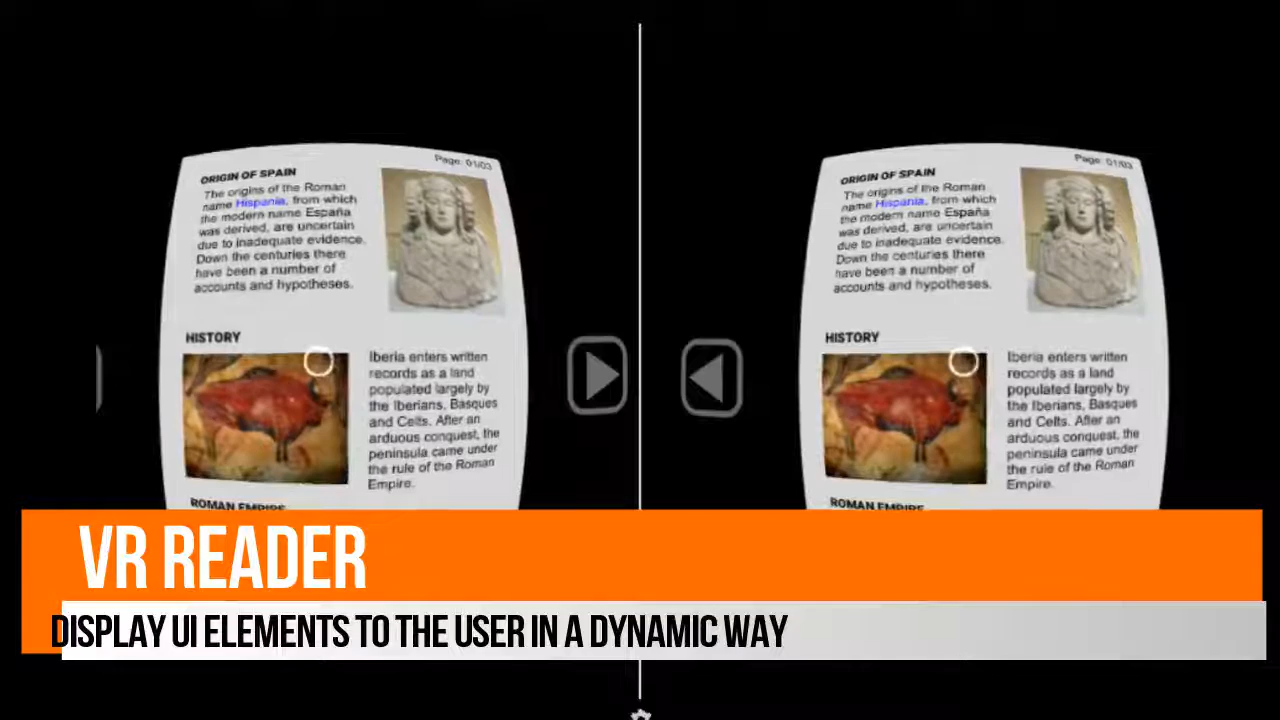 Page: 01/03
ORIGIN OF SPAIN
The origins of the Roman
name Hispania, from which
the modern name España
was derived, are uncertain
due to inadequate evidence.
Down the centuries there
have been a number of
accounts and hypotheses.
HISTORY
Iberia enters written
records as a land
populated largely by
the Iberians, Basques
and Celts. After an
arduous conquest, the
peninsula came under
the rule of the Roman
Empire.
ROMAN EMPIRE
Page: 01/03
ORIGIN OF SPAIN
The origins of the Roman
name Hispania, from which
the modern name España
was derived, are uncertain
due to inadequate evidence.
Down the centuries there
have been a number of
accounts and hypotheses.
HISTORY
Iberia enters written
records as a land
populated largely by
the Iberians, Basques
and Celts. After an
arduous conquest, the
peninsula came under
the rule of the Roman
Empire.
ROMAN EMPIRE
VR READER
DISPLAY UI ELEMENTS TO THE USER IN A DYNAMIC WAY